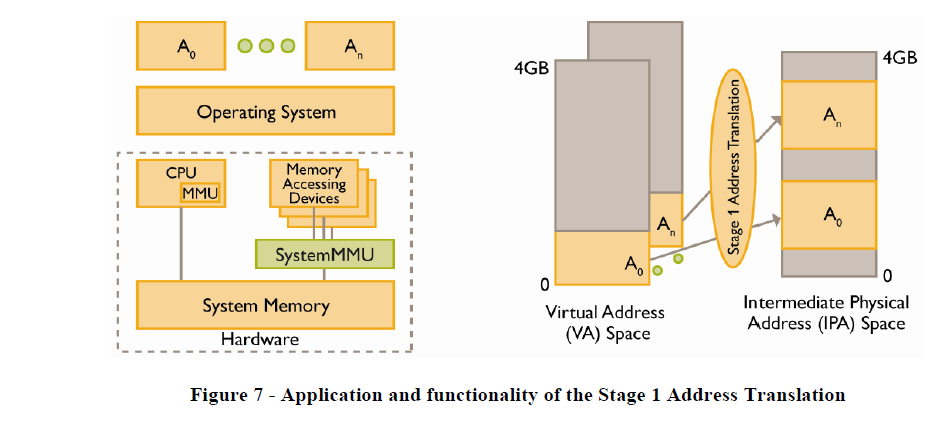 A0
An
Operating System
CPU
MMU
Memory
Accessing
Devices
SystemMMU
System Memory
Hardware
4GB
An
A0
0
Virtual Address
(VA) Space
Stage 1 Address Translation
4GB
An
A0
0
Intermediate Physical
Address (IPA) Space
Figure 7 - Application and functionality of the Stage 1 Address Translation